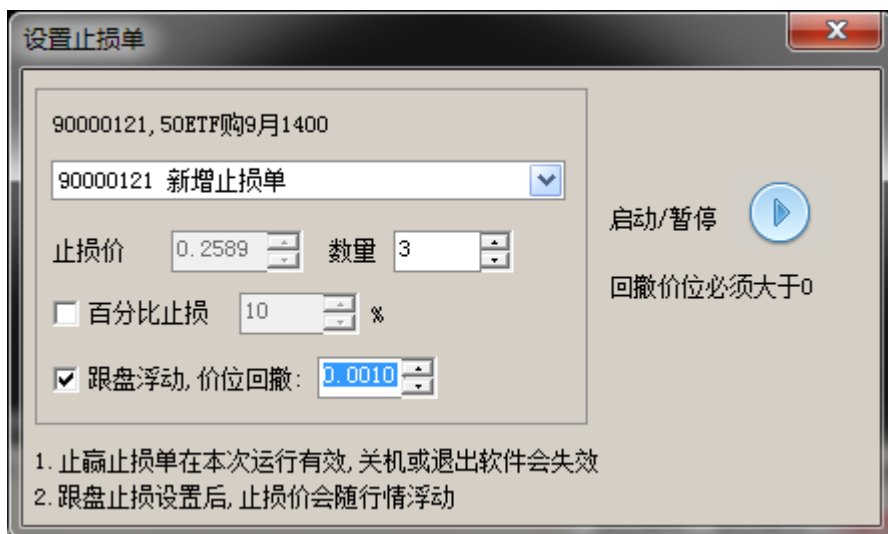 设置止损单
90000121,50ETF购9月1400
90000121 新增止损单
止损价 0.2589 数量 3
启动/暂停
百分比止损 10 %
回撤价位必须大于0
跟盘浮动,价位回撤: 0.0010
1.止赢止损单在本次运行有效,关机或退出软件会失效
2.跟盘止损设置后,止损价会随行情浮动